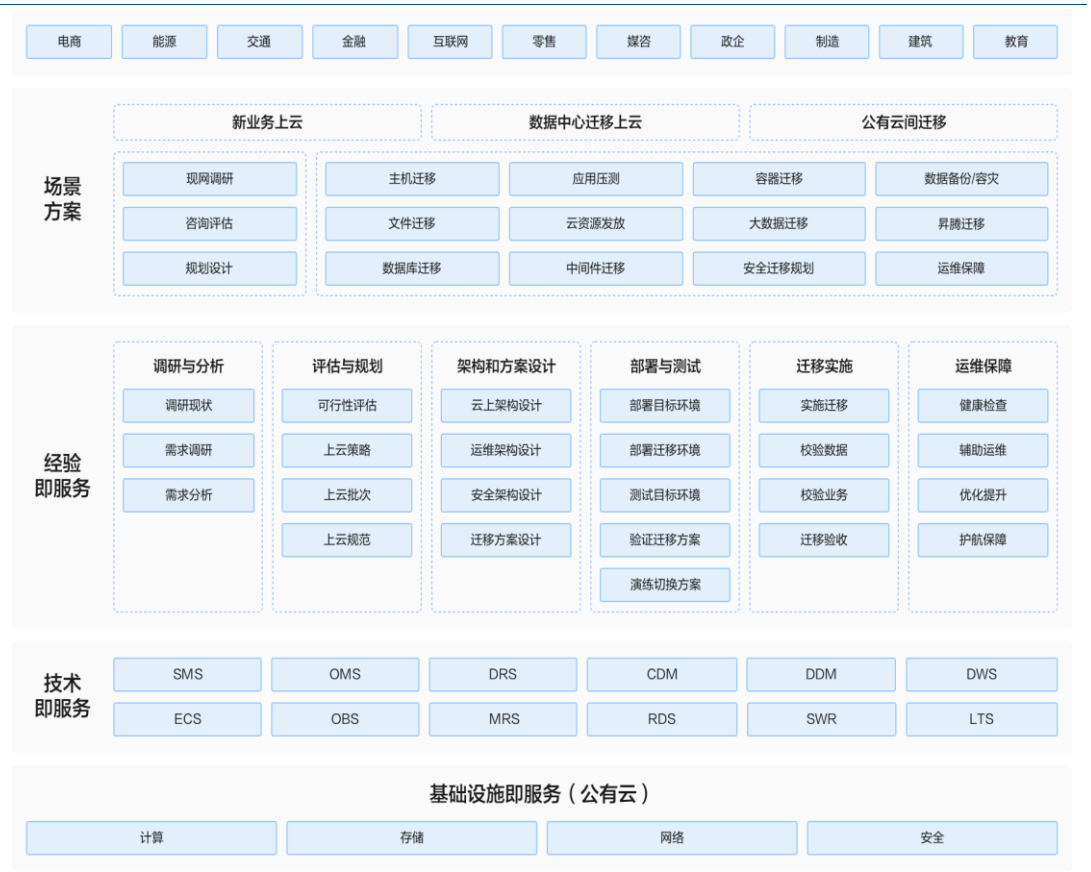 电商 能源 交通 金融 互联网 零售 媒咨 政企 制造 建筑 教育
场景
方案
新业务上云 数据中心迁移上云 公有云间迁移
现网调研 主机迁移 应用压测 容器迁移 数据备份/容灾
咨询评估 文件迁移 云资源发放 大数据迁移 昇腾迁移
规划设计 数据库迁移 中间件迁移 安全迁移规划 运维保障
经验
即服务
调研与分析 评估与规划 架构和方案设计 部署与测试 迁移实施 运维保障
调研现状 可行性评估 云上架构设计 部署目标环境 实施迁移 健康检查
需求调研 上云策略 运维架构设计 部署迁移环境 校验数据 辅助运维
需求分析 上云批次 安全架构设计 测试目标环境 校验业务 优化提升
上云规范 迁移方案设计 验证迁移方案 迁移验收 护航保障
演练切换方案
技术
即服务
SMS OMS DRS CDM DDM DWS
ECS OBS MRS RDS SWR LTS
基础设施即服务（公有云）
计算 存储 网络 安全